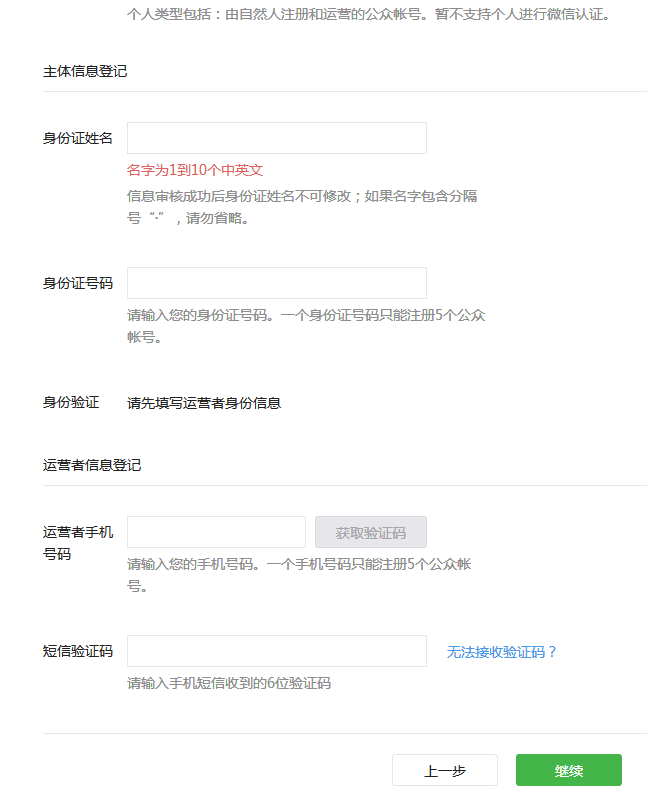 个人类型包括：由自然人注册和运营的公众帐号。暂不支持个人进行微信认证。
主体信息登记
身份证姓名
名字为1到10个中英文
信息审核成功后身份证姓名不可修改；如果名字包含分隔
号“·”，请勿省略。
身份证号码
请输入您的身份证号码。一个身份证号码只能注册5个公众
帐号。
身份验证 请先填写运营者身份信息
运营者信息登记
运营者手机 获取验证码
号码
请输入您的手机号码。一个手机号码只能注册5个公众帐
号。
短信验证码 无法接收验证码？
请输入手机短信收到的6位验证码
上一步 继续